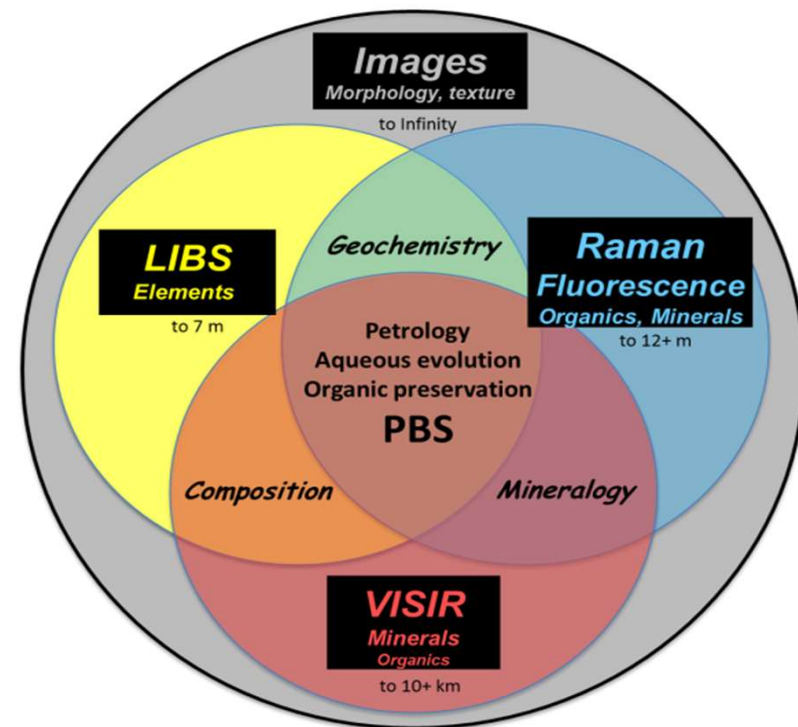 Images
Morphology, texture
to Infinity
Geochemistry
LIBS
Elements
to 7 m
Raman
Fluorescence
Organics, Minerals
to 12+ m
Petrology
Aqueous evolution
Organic preservation
PBS
Composition
Mineralogy
VISIR
Minerals
Organics
to 10+ km